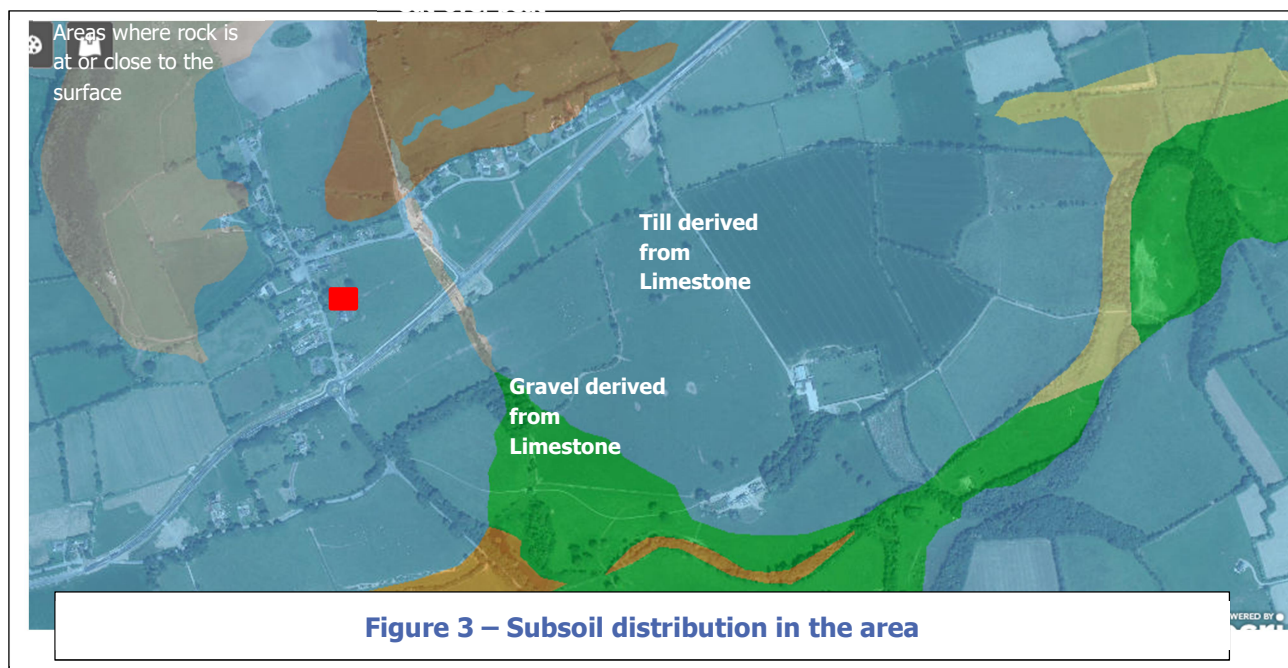 Areas where rock is
at or close to the
surface
Till derived
from
Limestone
Gravel derived
from
Limestone
Figure 3 – Subsoil distribution in the area